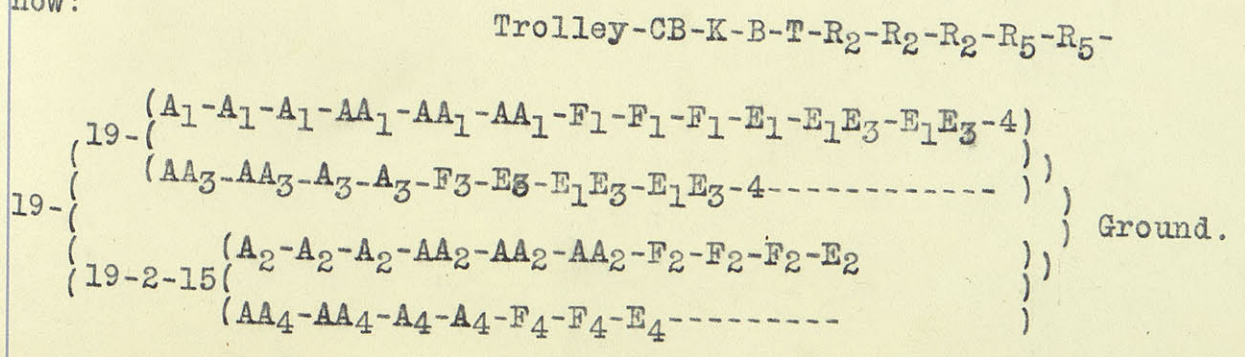 now:
Trolley-CB-K-B-T-R2-R2-R2-R5-R5-
(A1-A1-A1-AA1-AA1-AA1-F1-F1-F1-E1-E1E3-E1E3-4)
19-(
(AA3-AA3-A3-A3-F3-E3-E1E3-E1E3-4------------ )
19-( ) Ground.
(A2-A2-A2-AA2-AA2-AA2-F2-F2-F2-E2 )
(19-2-15(
(AA4-AA4-A4-A4-F4-F4-E4--------- )